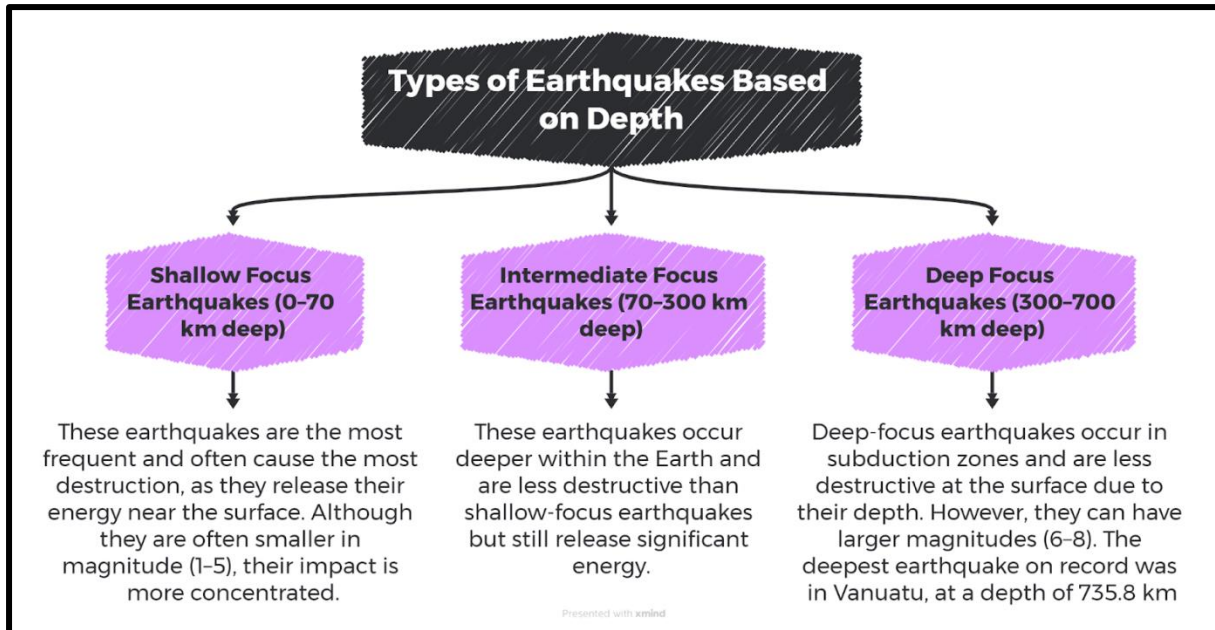 Types of Earthquakes Based
on Depth
Shallow Focus
Earthquakes (0–70
km deep)
These earthquakes are the most
frequent and often cause the most
destruction, as they release their
energy near the surface. Although
they are often smaller in
magnitude (1–5), their impact is
more concentrated.
Intermediate Focus
Earthquakes (70–300 km
deep)
These earthquakes occur
deeper within the Earth and
are less destructive than
shallow-focus earthquakes
but still release significant
energy.
Deep Focus
Earthquakes (300–700
km deep)
Deep-focus earthquakes occur in
subduction zones and are less
destructive at the surface due to
their depth. However, they can have
larger magnitudes (6–8). The
deepest earthquake on record was
in Vanuatu, at a depth of 735.8 km
Presented with xmind